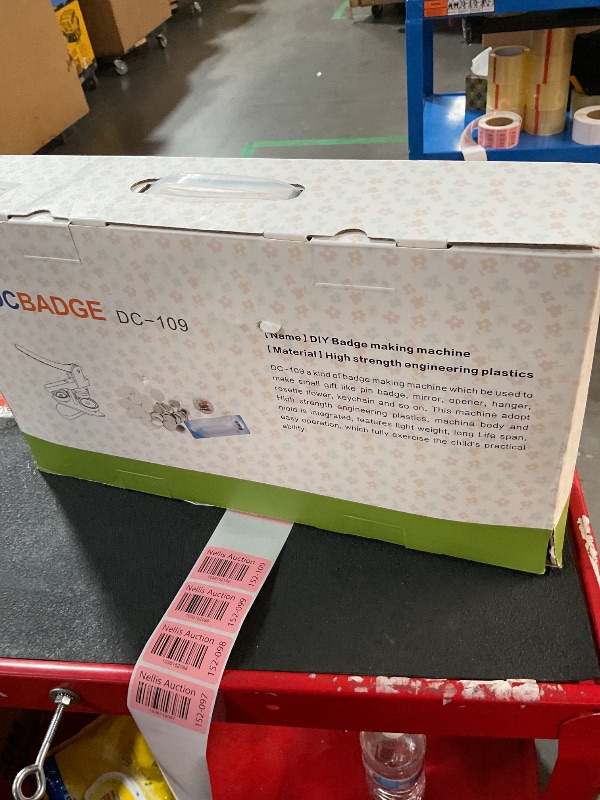 DCBADGE DC-109
[Name] DIY Badge making machine
[Material] High strength engineering plastics
DC-109 a kind of badge making machine which be used to
make small gift like pin badge, mirror, opener, hanger,
rosette flower, keychain and so on. This machine adopt
High strength engineering plastics, machine body and
mold is integrated, features light weight, long Life span,
easy operation, which fully exercise the child's practical
ability.
Nellis Auction
152-105
Nellis Auction
152-099
Nellis Auction
152-098
Nellis Auction
152-097